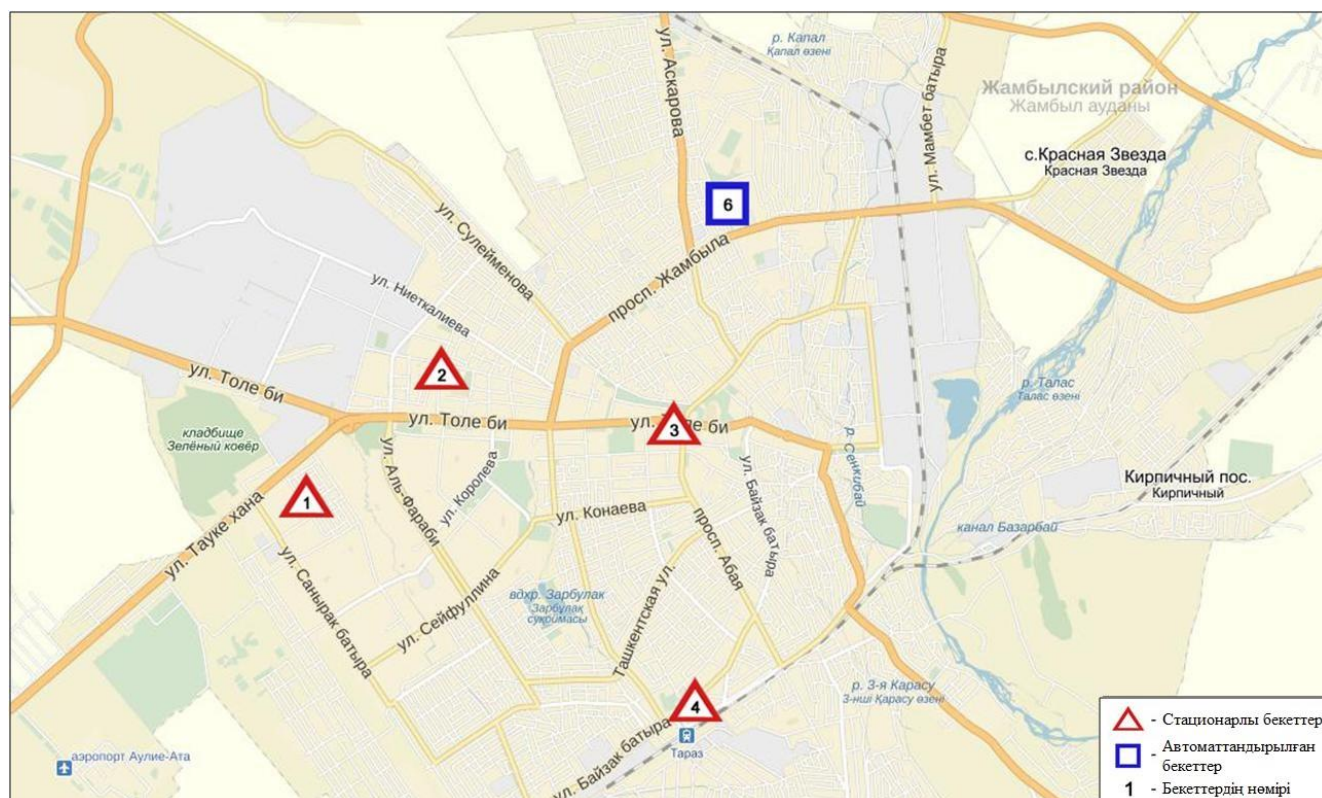 р. Капал
Қапал өзені
ул. Аскарова
ул. Мамбет батыра
Жамбылский район
Жамбыл ауданы
с.Красная Звезда
Красная Звезда
6
ул. Сулейменова
просп. Жамбыла
ул. Ниеткалиева
2
ул. Толе би
ул. Толе би
ул. Толе би
3
р. Талас
Талас өзені
кладбище
Зелёный ковёр
1
ул. Тауке хана
ул. Аль-Фараби
ул. Королева
ул. Конаева
ул. Байзак батыра
р. Сенкибай
Кирпичный пос.
Кирпичный
канал Базарбай
просп. Абая
ул. Санырак батыра
ул. Сейфуллина
вдхр. Зарбулак
Зарбұлақ
суқоймасы
Ташкентская ул.
4
ул. Байзак батыра
Тараз
р. 3-я Карасу
3-нші Қарасу өзені
аэропорт Аулие-Ата
- Стационарлы бекеттер
- Автоматтандырылған
бекеттер
1 - Бекеттердің нөмірі